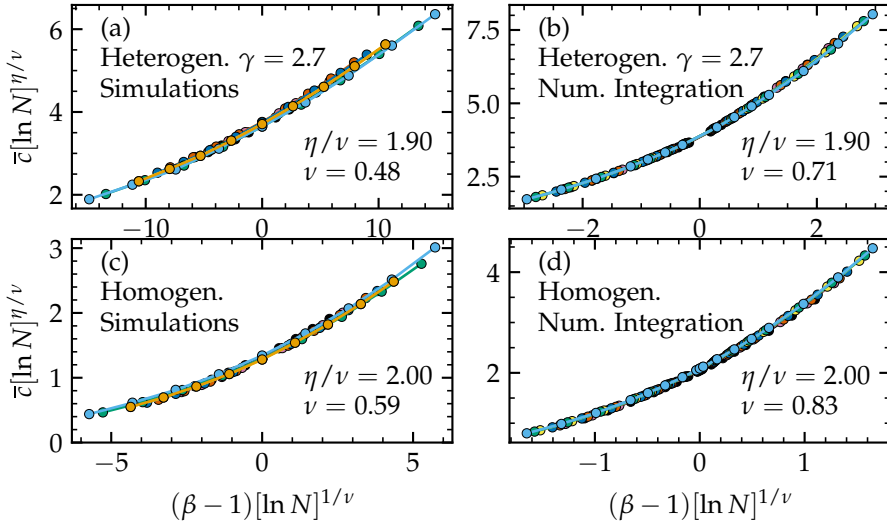 (a)
Heterogen. γ = 2.7
Simulations
η/ν = 1.90
ν = 0.48
c̅[ln N]^{η/ν}
6
4
2
−10
0
10
(b)
Heterogen. γ = 2.7
Num. Integration
η/ν = 1.90
ν = 0.71
7.5
5.0
2.5
−2
0
2
(c)
Homogen.
Simulations
η/ν = 2.00
ν = 0.59
c̅[ln N]^{η/ν}
3
2
1
0
−5
0
5
(β − 1)[ln N]^{1/ν}
(d)
Homogen.
Num. Integration
η/ν = 2.00
ν = 0.83
4
2
−1
0
1
(β − 1)[ln N]^{1/ν}